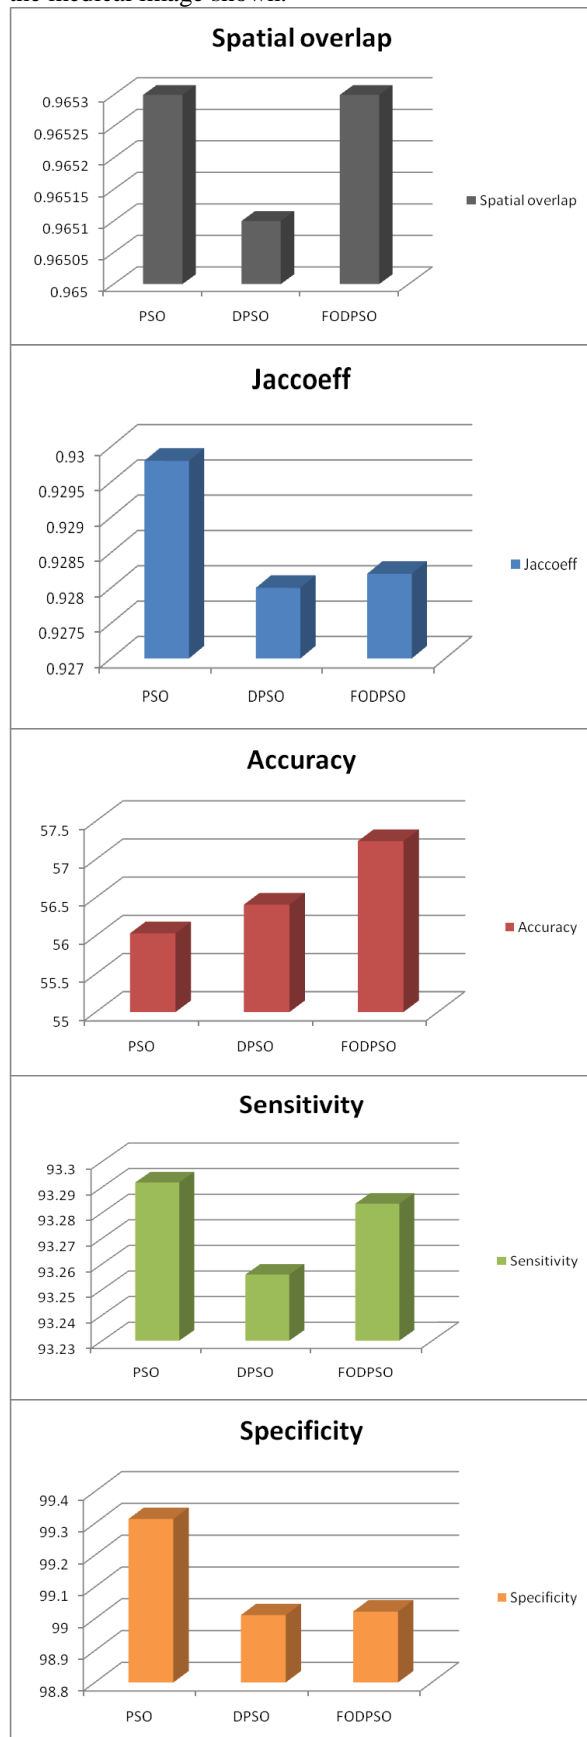 the medical image shown.
Spatial overlap
0.9653
0.96525
0.9652
0.96515
0.9651
0.96505
0.965
PSO DPSO FODPSO
Spatial overlap
Jaccoeff
0.93
0.9295
0.929
0.9285
0.928
0.9275
0.927
PSO DPSO FODPSO
Jaccoeff
Accuracy
57.5
57
56.5
56
55.5
55
PSO DPSO FODPSO
Accuracy
Sensitivity
93.3
93.29
93.28
93.27
93.26
93.25
93.24
93.23
PSO DPSO FODPSO
Sensitivity
Specificity
99.4
99.3
99.2
99.1
99
98.9
98.8
PSO DPSO FODPSO
Specificity